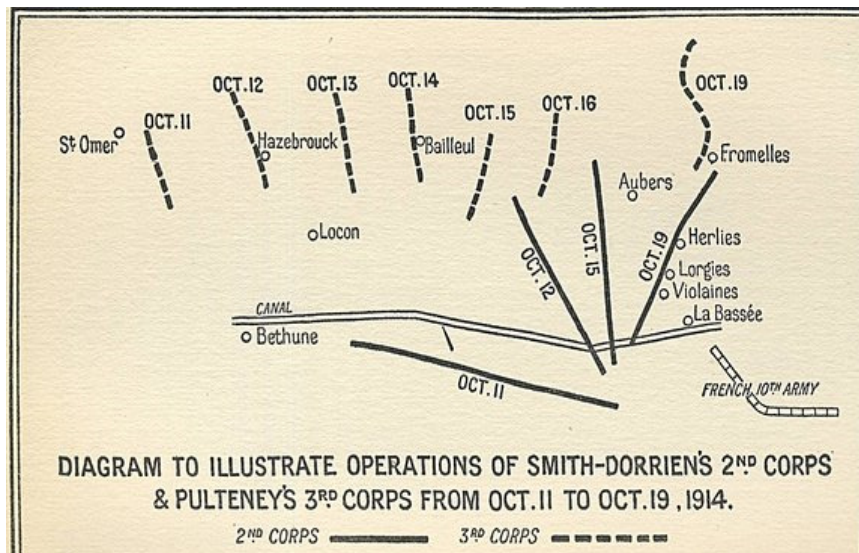 OCT. 11
OCT. 12
OCT. 13
OCT. 14
OCT. 15
OCT. 16
OCT. 19
St. Omer
Hazebrouck
Bailleul
Fromelles
Aubers
Locon
OCT. 12
OCT. 15
OCT. 19
Herlies
Lorgies
Violaines
La Bassée
CANAL
Bethune
OCT. 11
FRENCH 10TH ARMY
DIAGRAM TO ILLUSTRATE OPERATIONS OF SMITH-DORRIEN'S 2ND CORPS
& PULTENEY'S 3RD CORPS FROM OCT. 11 TO OCT. 19, 1914.
2ND CORPS 3RD CORPS